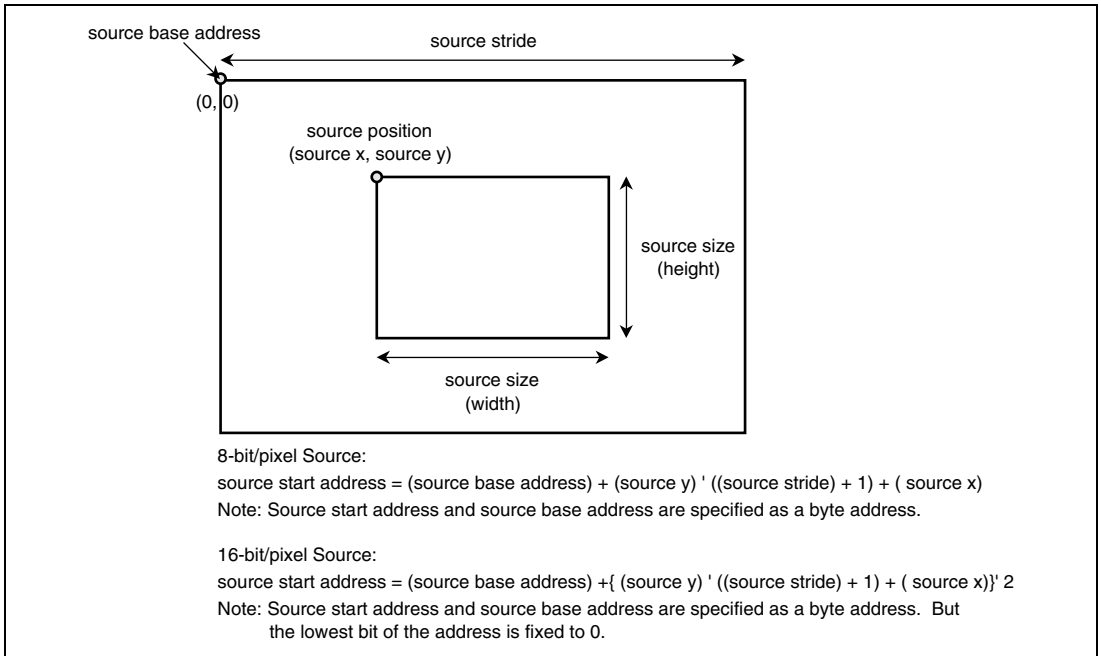 source base address
source stride
(0, 0)
source position
(source x, source y)
source size
(height)
source size
(width)
8-bit/pixel Source:
source start address = (source base address) + (source y) ' ((source stride) + 1) + ( source x)
Note: Source start address and source base address are specified as a byte address.
16-bit/pixel Source:
source start address = (source base address) +{ (source y) ' ((source stride) + 1) + ( source x)}' 2
Note: Source start address and source base address are specified as a byte address.  But
the lowest bit of the address is fixed to 0.